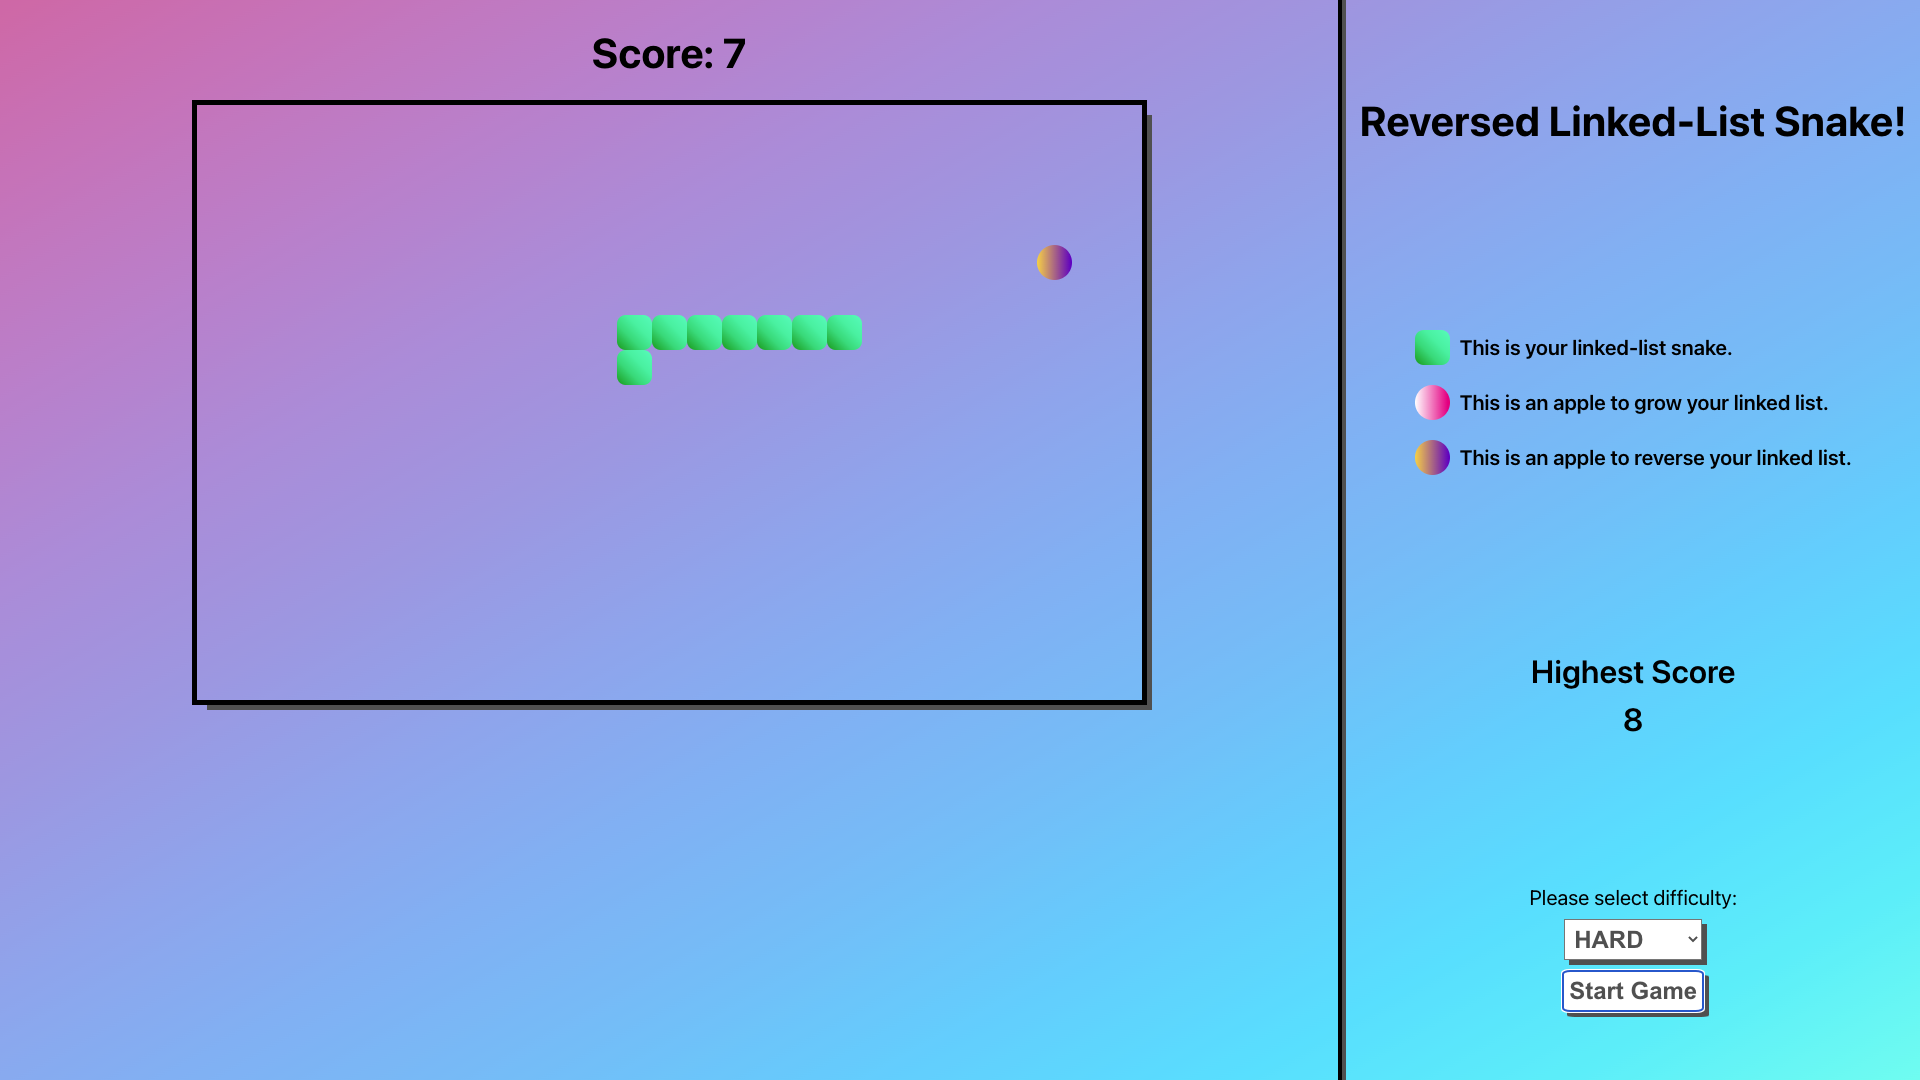 Score: 7
Reversed Linked-List Snake!
This is your linked-list snake.
This is an apple to grow your linked list.
This is an apple to reverse your linked list.
Highest Score
8
Please select difficulty:
HARD
Start Game